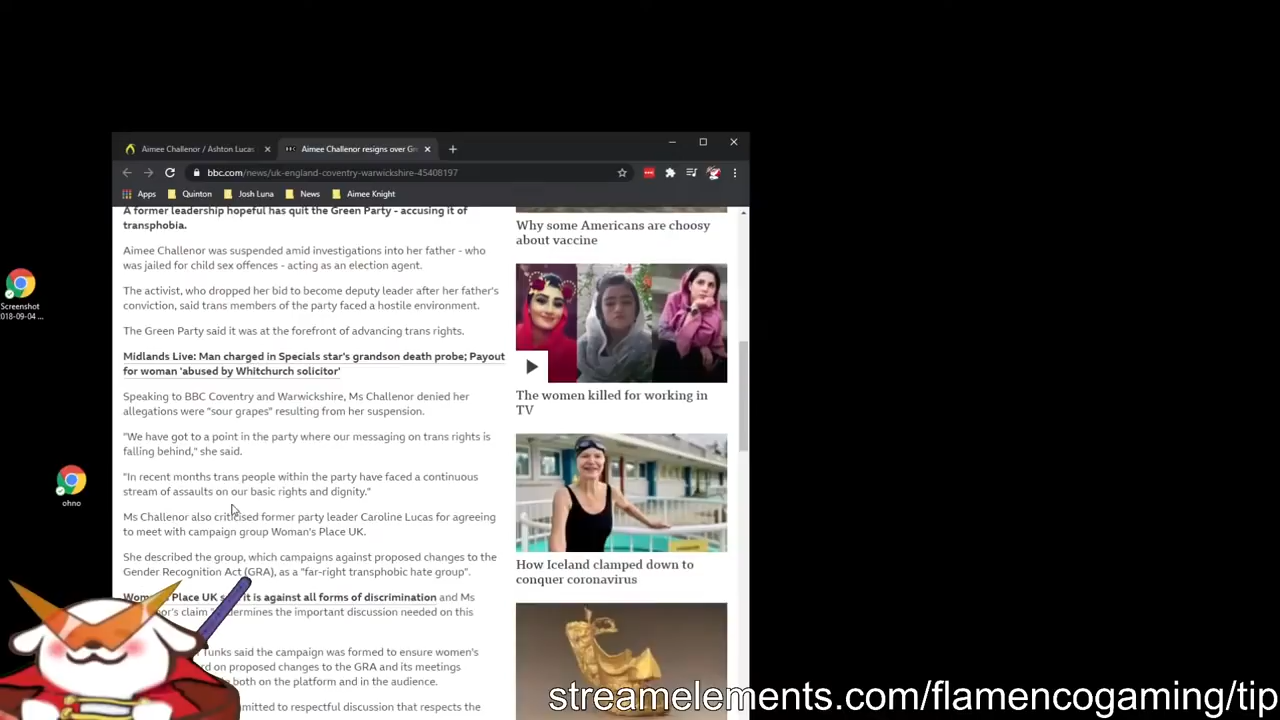 Aimee Challenor / Ashton Lucas
Aimee Challenor resigns over Gr
bbc.com/news/uk-england-coventry-warwickshire-45408197
Apps Quinton Josh Luna News Aimee Knight
A former leadership hopeful has quit the Green Party - accusing it of
transphobia.
Aimee Challenor was suspended amid investigations into her father - who
was jailed for child sex offences - acting as an election agent.
The activist, who dropped her bid to become deputy leader after her father's
conviction, said trans members of the party faced a hostile environment.
The Green Party said it was at the forefront of advancing trans rights.
Midlands Live: Man charged in Specials star's grandson death probe; Payout
for woman 'abused by Whitchurch solicitor'
Speaking to BBC Coventry and Warwickshire, Ms Challenor denied her
allegations were "sour grapes" resulting from her suspension.
"We have got to a point in the party where our messaging on trans rights is
falling behind," she said.
"In recent months trans people within the party have faced a continuous
stream of assaults on our basic rights and dignity."
Ms Challenor also criticised former party leader Caroline Lucas for agreeing
to meet with campaign group Woman's Place UK.
She described the group, which campaigns against proposed changes to the
Gender Recognition Act (GRA), as a "far-right transphobic hate group".
Place UK it is against all forms of discrimination and Ms
claim the important discussion needed on this
Tunks said the campaign was formed to ensure women's
on proposed changes to the GRA and its meetings
both on the platform and in the audience.
to respectful discussion that respects the
Why some Americans are choosy
about vaccine
The women killed for working in
TV
How Iceland clamped down to
conquer coronavirus
Screenshot
2018-09-04 ...
ohno
streamelements.com/flamencogaming/tip